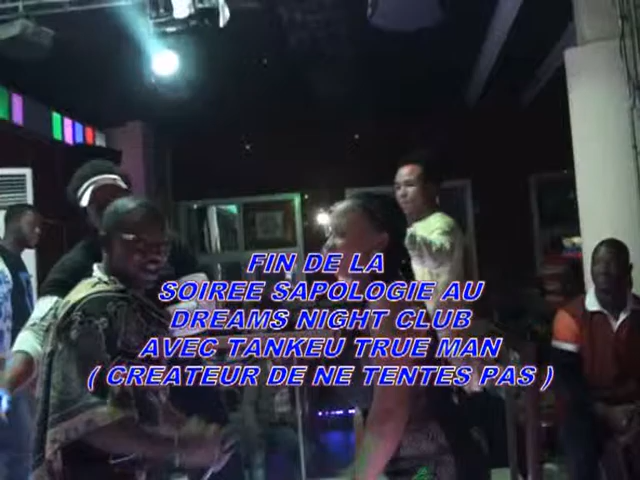 FIN DE LA
SOIREE SAPOLOGIE AU
DREAMS NIGHT CLUB
AVEC TANKEU TRUE MAN
( CREATEUR DE NE TENTES PAS )